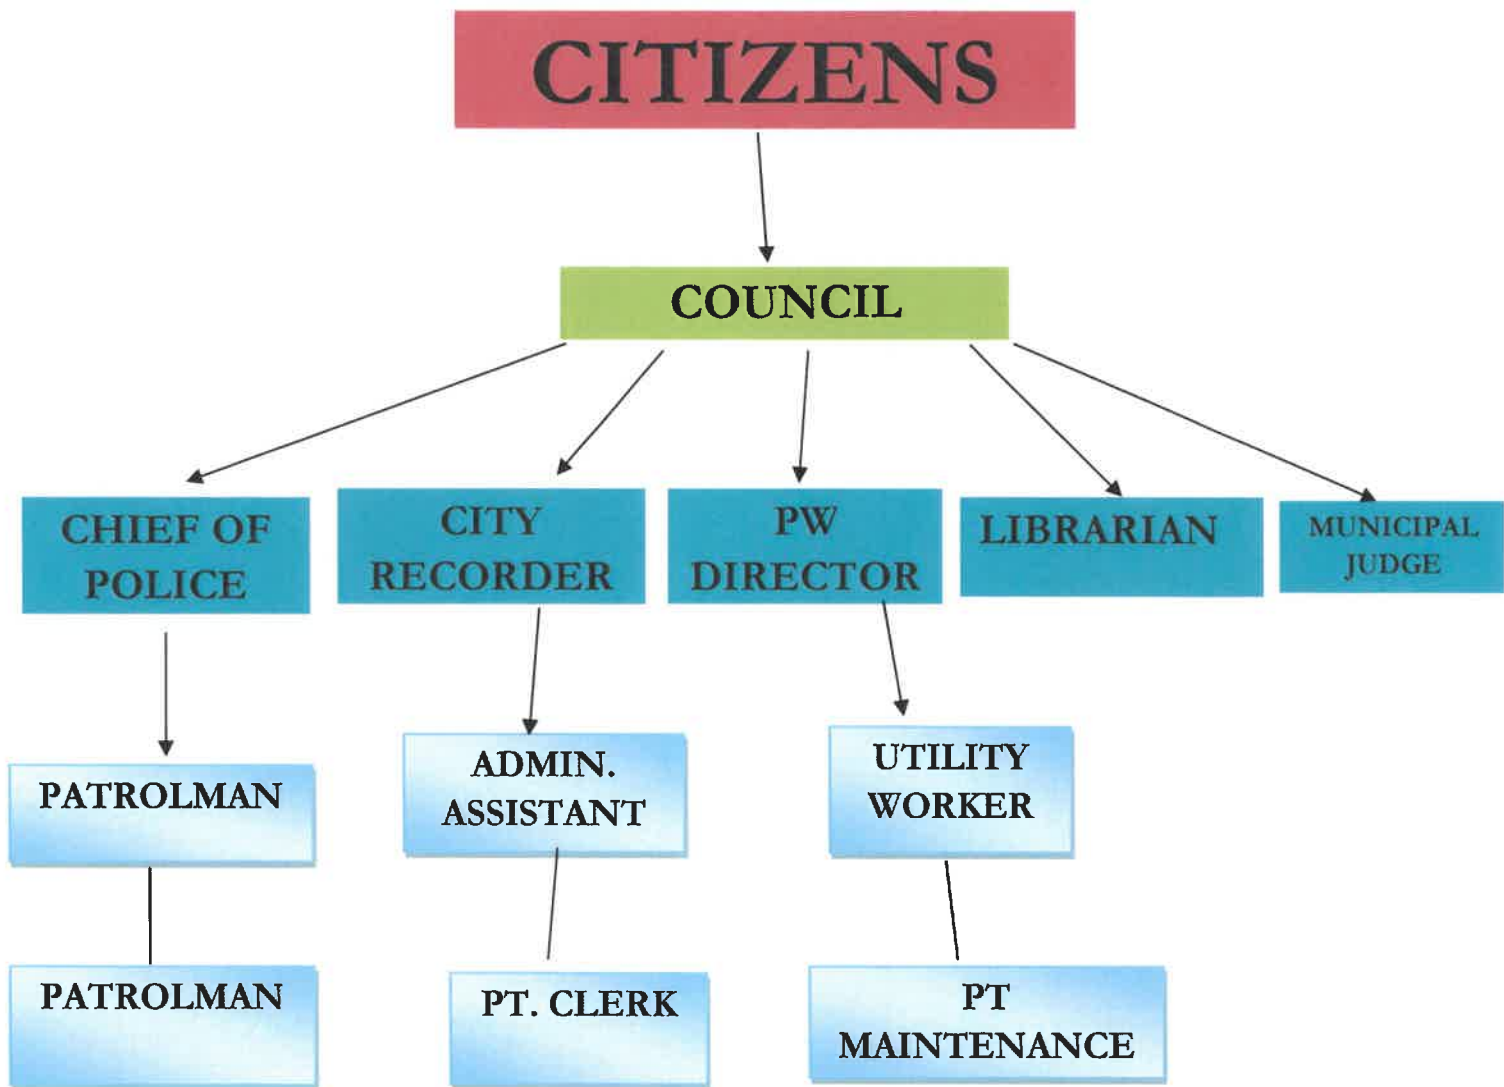 CITIZENS
COUNCIL
CHIEF OF
POLICE
CITY
RECORDER
PW
DIRECTOR
LIBRARIAN
MUNICIPAL
JUDGE
PATROLMAN
ADMIN.
ASSISTANT
UTILITY
WORKER
PATROLMAN
PT. CLERK
PT
MAINTENANCE